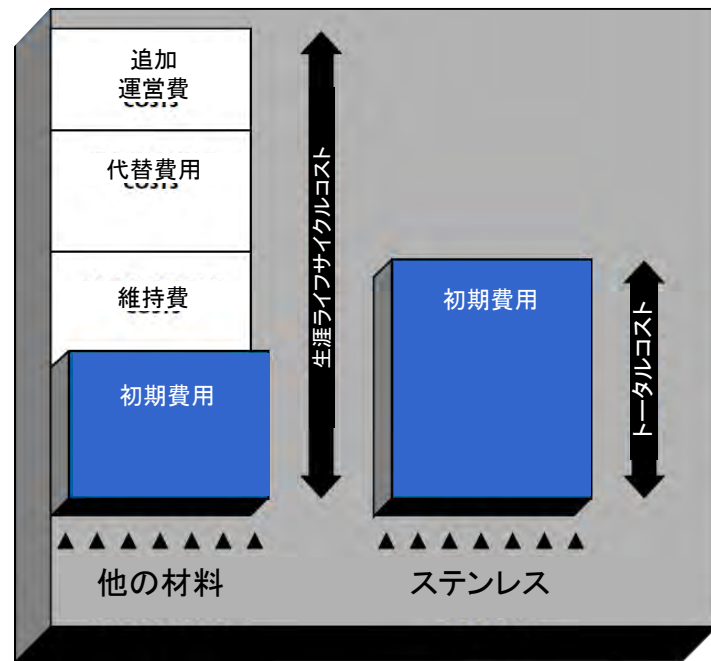 追加
運営費
代替費用
維持費
初期費用
生涯ライフサイクルコスト
初期費用
トータルコスト
他の材料
ステンレス